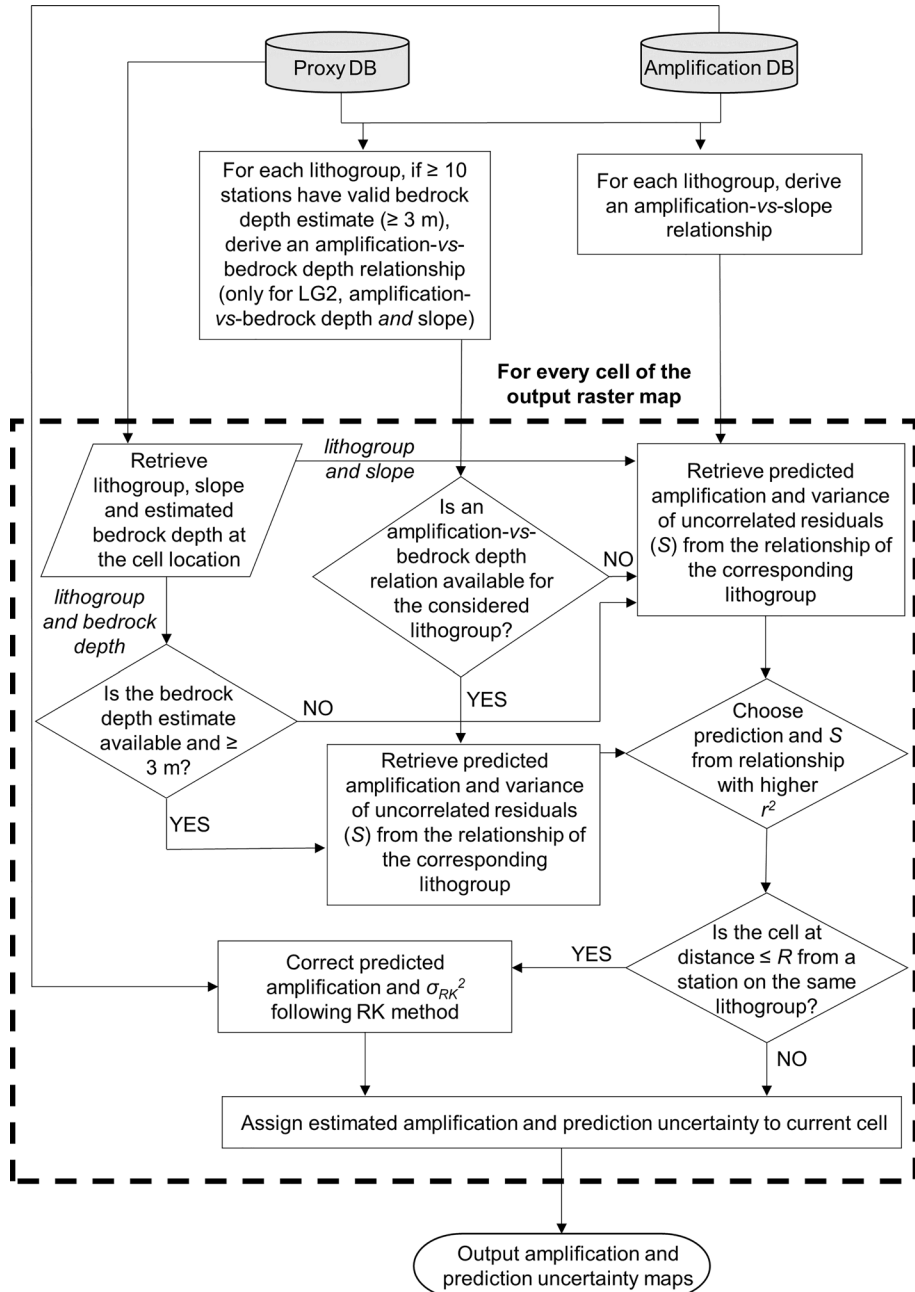 Proxy DB
Amplification DB
For each lithogroup, if ≥ 10
stations have valid bedrock
depth estimate (≥ 3 m),
derive an amplification-vs-
bedrock depth relationship
(only for LG2, amplification-
vs-bedrock depth and slope)
For each lithogroup, derive
an amplification-vs-slope
relationship
For every cell of the
output raster map
Retrieve
lithogroup, slope
and estimated
bedrock depth at
the cell location
lithogroup
and slope
Is an
amplification-vs-
bedrock depth
relation available for
the considered
lithogroup?
NO
Retrieve predicted
amplification and variance
of uncorrelated residuals
(S) from the relationship of
the corresponding
lithogroup
lithogroup
and bedrock
depth
Is the bedrock
depth estimate
available and ≥
3 m?
NO
YES
YES
Retrieve predicted
amplification and variance
of uncorrelated residuals
(S) from the relationship of
the corresponding
lithogroup
Choose
prediction and S
from relationship
with higher
r²
Is the cell at
distance ≤ R from a
station on the same
lithogroup?
YES
NO
Correct predicted
amplification and σRK²
following RK method
Assign estimated amplification and prediction uncertainty to current cell
Output amplification and
prediction uncertainty maps